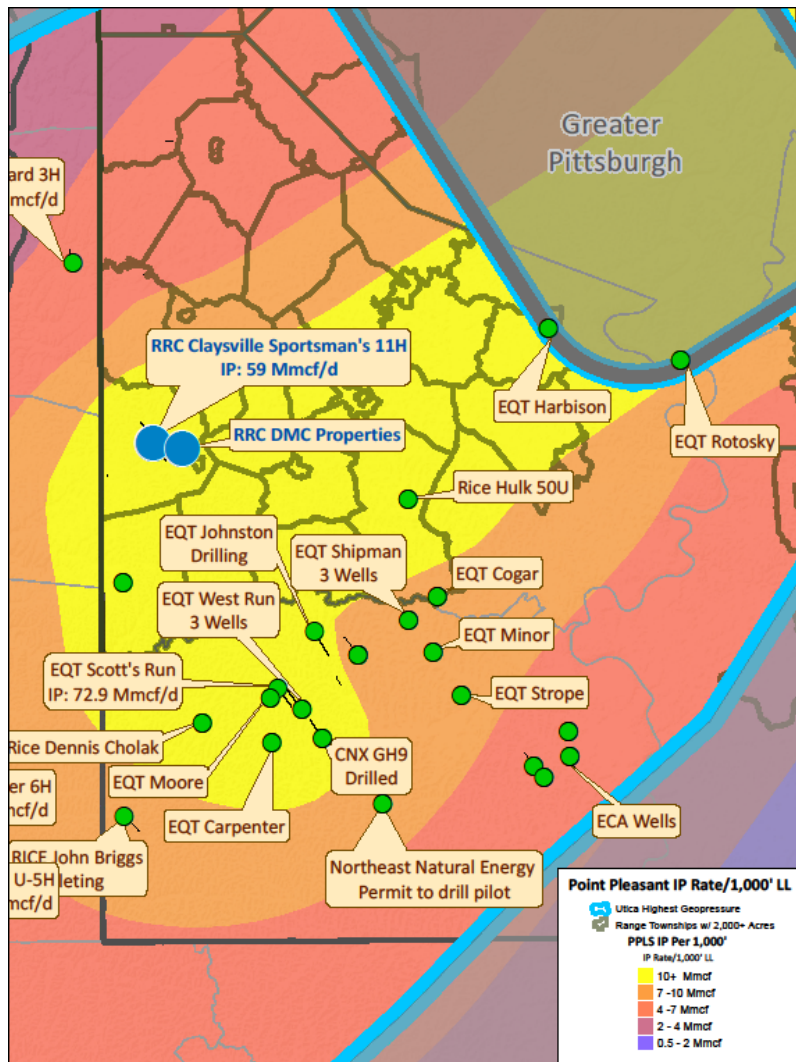 Greater
Pittsburgh
ard 3H
mcf/d
RRC Claysville Sportsman's 11H
IP: 59 Mmcf/d
EQT Harbison
RRC DMC Properties
EQT Rotosky
Rice Hulk 50U
EQT Johnston
Drilling
EQT Shipman
3 Wells
EQT Cogar
EQT West Run
3 Wells
EQT Minor
EQT Scott's Run
IP: 72.9 Mmcf/d
EQT Strope
Rice Dennis Cholak
EQT Moore
CNX GH9
Drilled
er 6H
mcf/d
EQT Carpenter
ECA Wells
RICE John Briggs
leting
U-5H
mcf/d
Northeast Natural Energy
Permit to drill pilot
Point Pleasant IP Rate/1,000' LL
Utica Highest Geopressure
Range Townships w/ 2,000+ Acres
PPLS IP Per 1,000'
IP Rate/1,000' LL
10+ Mmcf
7 -10 Mmcf
4 -7 Mmcf
2 - 4 Mmcf
0.5 - 2 Mmcf